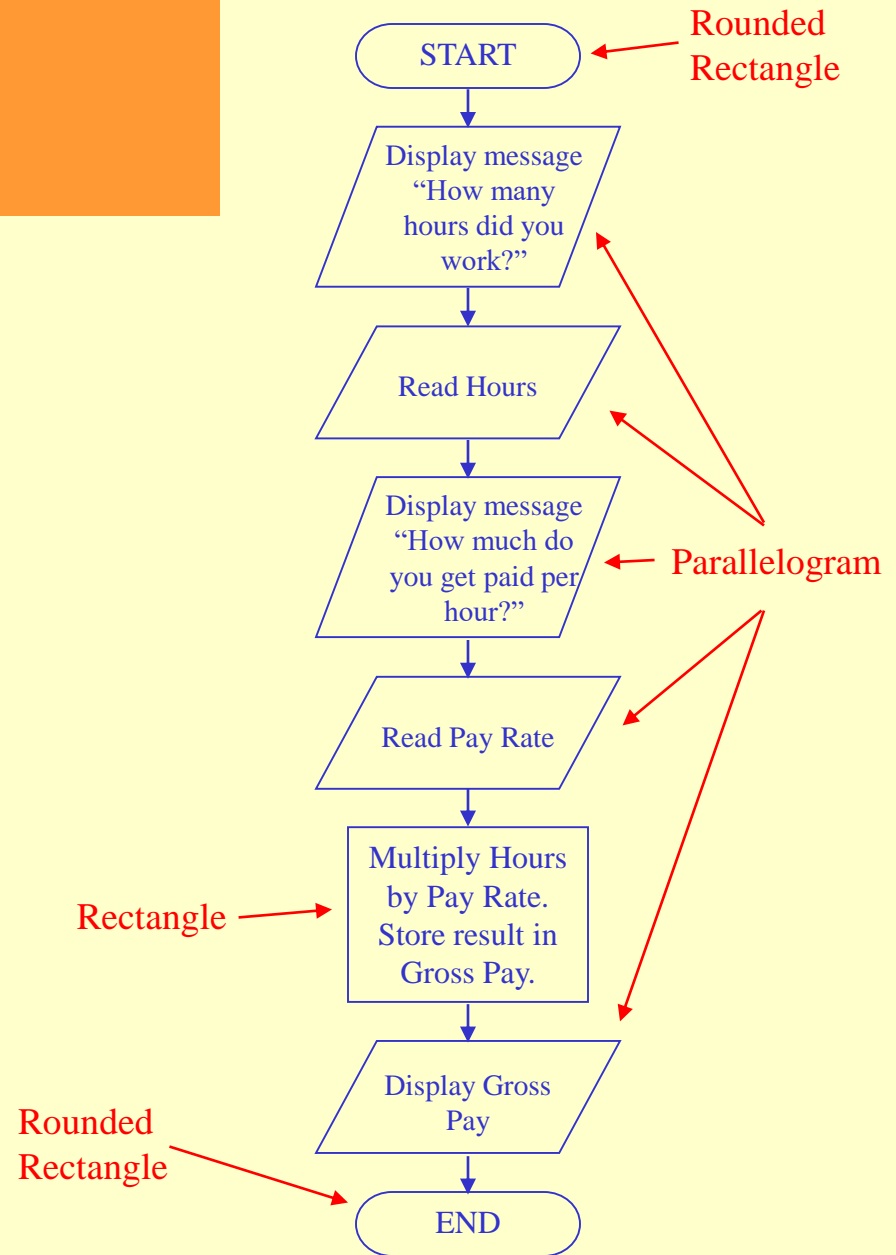 START
Rounded
Rectangle
Display message
“How many
hours did you
work?”
Read Hours
Display message
“How much do
you get paid per
hour?”
Parallelogram
Read Pay Rate
Multiply Hours
by Pay Rate.
Store result in
Gross Pay.
Rectangle
Display Gross
Pay
Rounded
Rectangle
END